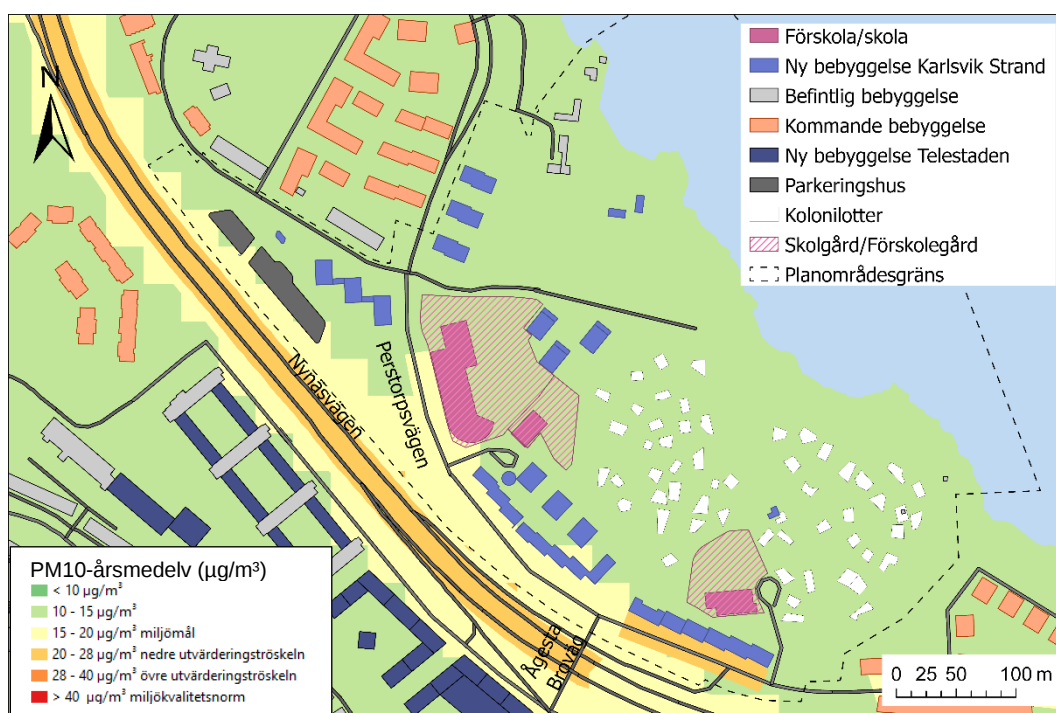 N
Förskola/skola
Ny bebyggelse Karlsvik Strand
Befintlig bebyggelse
Kommande bebyggelse
Ny bebyggelse Telestaden
Parkeringshus
Kolonilotter
Skolgård/Förskolegård
Planområdesgräns
Nynäsvägen
Perstorpsvägen
Ågesta
Broväg
PM10-årsmedelv (µg/m³)
< 10 µg/m³
10 - 15 µg/m³
15 - 20 µg/m³ miljömål
20 - 28 µg/m³ nedre utvärderingströskeln
28 - 40 µg/m³ övre utvärderingströskeln
> 40 µg/m³ miljökvalitetsnorm
0 25 50 100 m